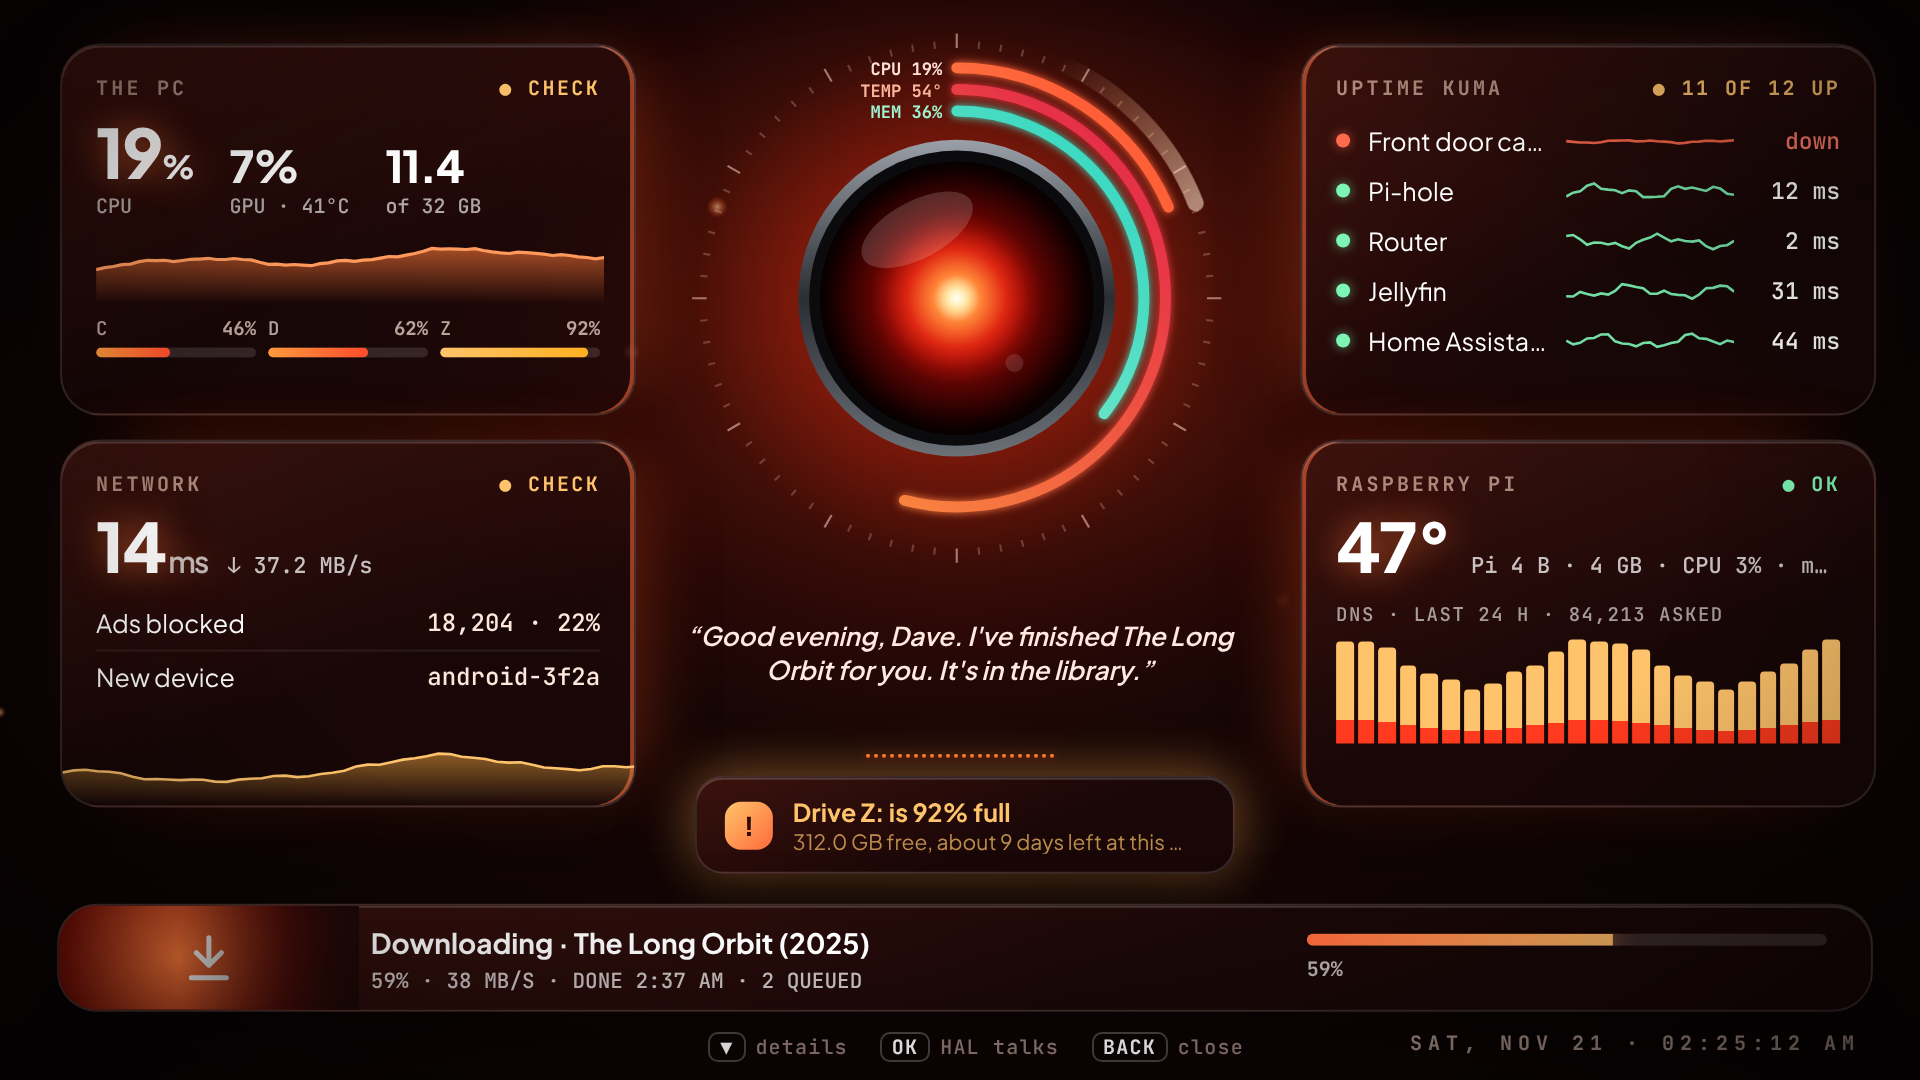 THE PC
CHECK
19%
7%
11.4
CPU
GPU · 41°C
of 32 GB
C 46% D 62% Z 92%
NETWORK
CHECK
14ms ↓ 37.2 MB/s
Ads blocked 18,204 · 22%
New device android-3f2a
CPU 19%
TEMP 54°
MEM 36%
“Good evening, Dave. I've finished The Long
Orbit for you. It's in the library.”
!
Drive Z: is 92% full
312.0 GB free, about 9 days left at this ...
UPTIME KUMA
11 OF 12 UP
Front door ca... down
Pi-hole 12 ms
Router 2 ms
Jellyfin 31 ms
Home Assista... 44 ms
RASPBERRY PI
OK
47° Pi 4 B · 4 GB · CPU 3% · m…
DNS · LAST 24 H · 84,213 ASKED
Downloading · The Long Orbit (2025)
59% · 38 MB/S · DONE 2:37 AM · 2 QUEUED
59%
▼ details OK HAL talks BACK close
SAT, NOV 21 · 02:25:12 AM